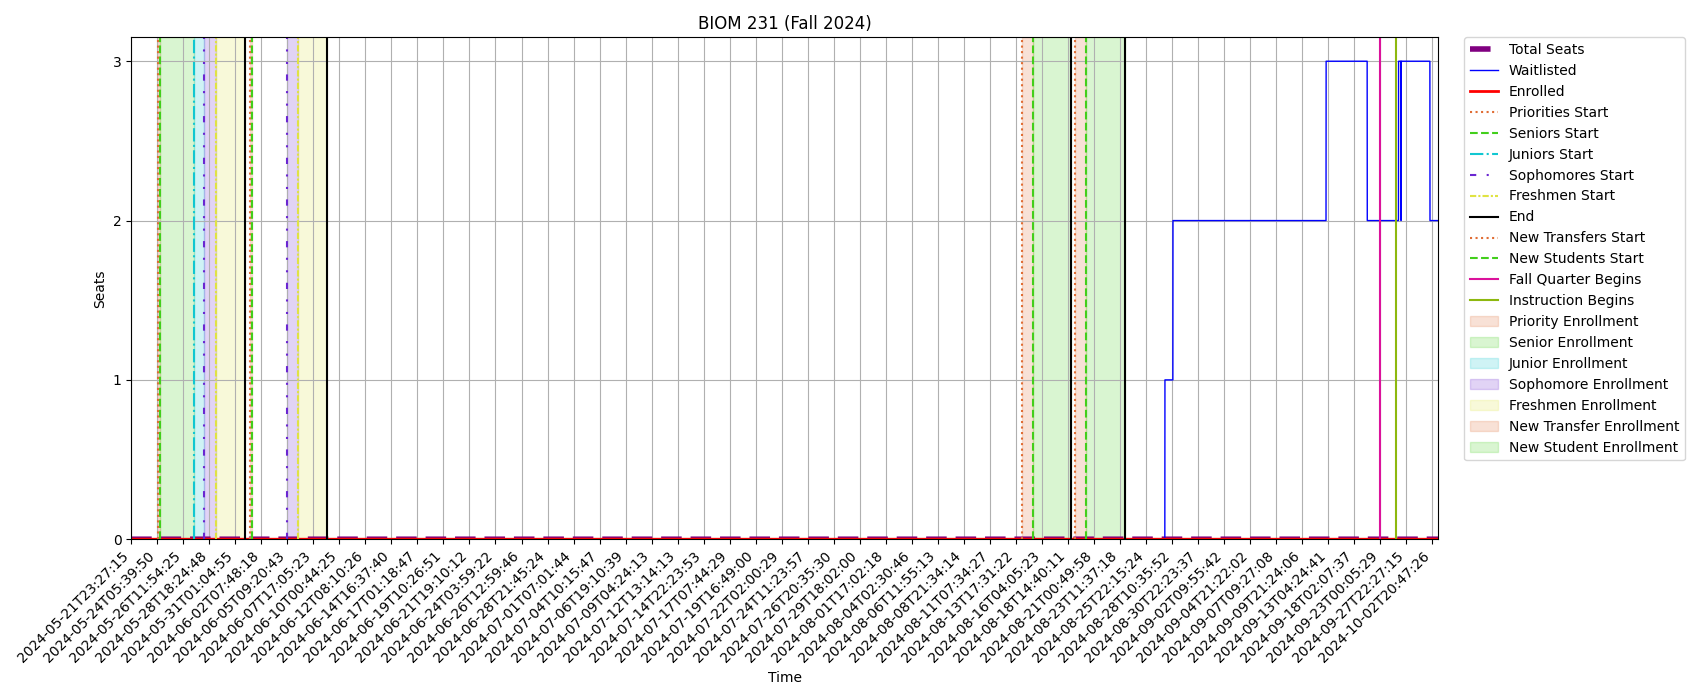 BIOM 231 (Fall 2024)
Seats
3
2
1
0
2024-05-21T23:27:15
2024-05-24T05:39:50
2024-05-26T11:54:25
2024-05-28T18:24:48
2024-05-31T01:04:55
2024-06-02T07:48:18
2024-06-05T09:20:43
2024-06-07T17:05:23
2024-06-10T00:44:25
2024-06-12T08:10:26
2024-06-14T16:37:40
2024-06-17T01:18:47
2024-06-19T10:26:51
2024-06-21T19:10:12
2024-06-24T03:59:22
2024-06-26T12:59:46
2024-06-28T21:45:24
2024-07-01T07:01:44
2024-07-04T10:15:47
2024-07-06T19:10:39
2024-07-09T04:24:13
2024-07-12T13:14:13
2024-07-14T22:23:53
2024-07-17T07:44:29
2024-07-19T16:49:00
2024-07-22T02:00:29
2024-07-24T11:23:57
2024-07-26T20:35:30
2024-07-29T18:02:00
2024-08-01T17:02:18
2024-08-04T02:30:46
2024-08-06T11:55:13
2024-08-08T21:34:14
2024-08-11T07:34:27
2024-08-13T17:31:22
2024-08-16T04:05:23
2024-08-18T14:40:11
2024-08-21T00:49:58
2024-08-23T11:37:18
2024-08-25T22:15:24
2024-08-28T10:35:52
2024-08-30T22:23:37
2024-09-02T09:55:42
2024-09-04T21:22:02
2024-09-07T09:27:08
2024-09-09T21:24:06
2024-09-13T04:24:41
2024-09-18T02:07:37
2024-09-23T00:05:29
2024-09-27T22:27:15
2024-10-02T20:47:26
Time
Total Seats
Waitlisted
Enrolled
Priorities Start
Seniors Start
Juniors Start
Sophomores Start
Freshmen Start
End
New Transfers Start
New Students Start
Fall Quarter Begins
Instruction Begins
Priority Enrollment
Senior Enrollment
Junior Enrollment
Sophomore Enrollment
Freshmen Enrollment
New Transfer Enrollment
New Student Enrollment